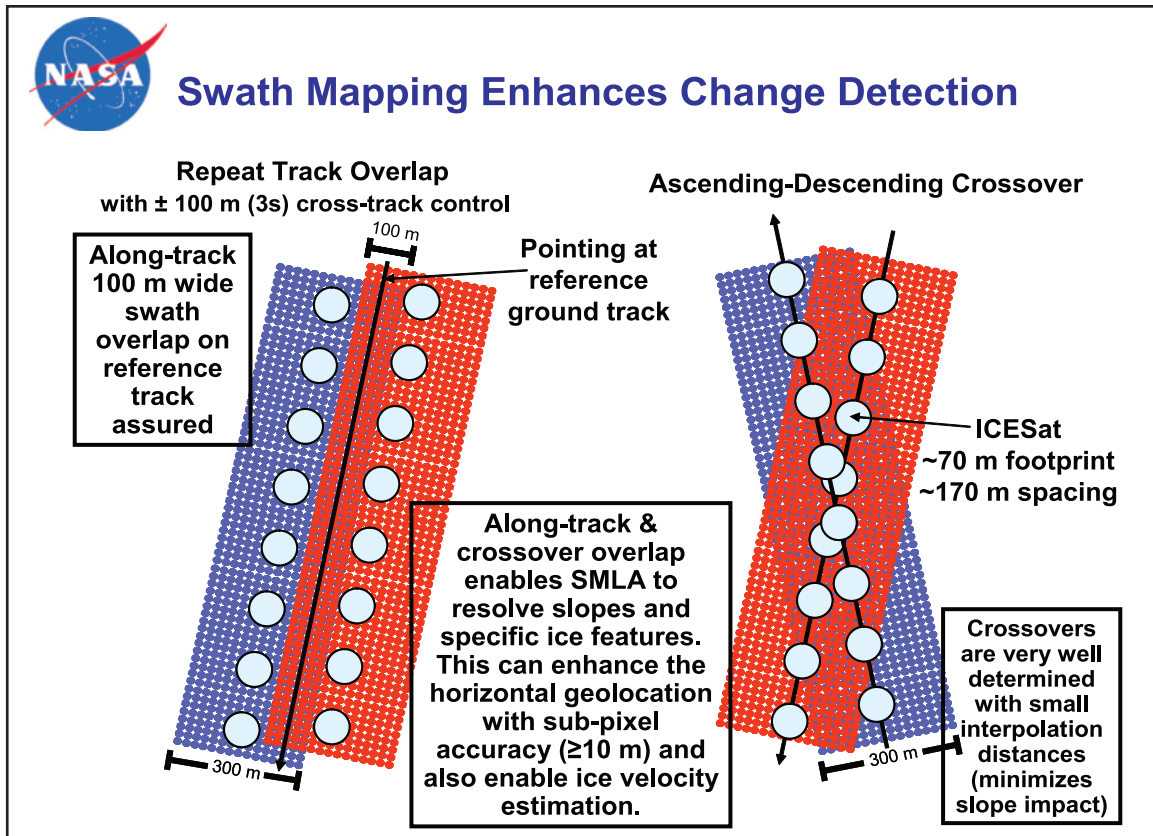 NASA
Swath Mapping Enhances Change Detection
Repeat Track Overlap
with ± 100 m (3s) cross-track control
100 m
Along-track
100 m wide
swath
overlap on
reference
track
assured
Pointing at
reference
ground track
300 m
Along-track &
crossover overlap
enables SMLA to
resolve slopes and
specific ice features.
This can enhance the
horizontal geolocation
with sub-pixel
accuracy (≥10 m) and
also enable ice velocity
estimation.
Ascending-Descending Crossover
ICESat
~70 m footprint
~170 m spacing
300 m
Crossovers
are very well
determined
with small
interpolation
distances
(minimizes
slope impact)